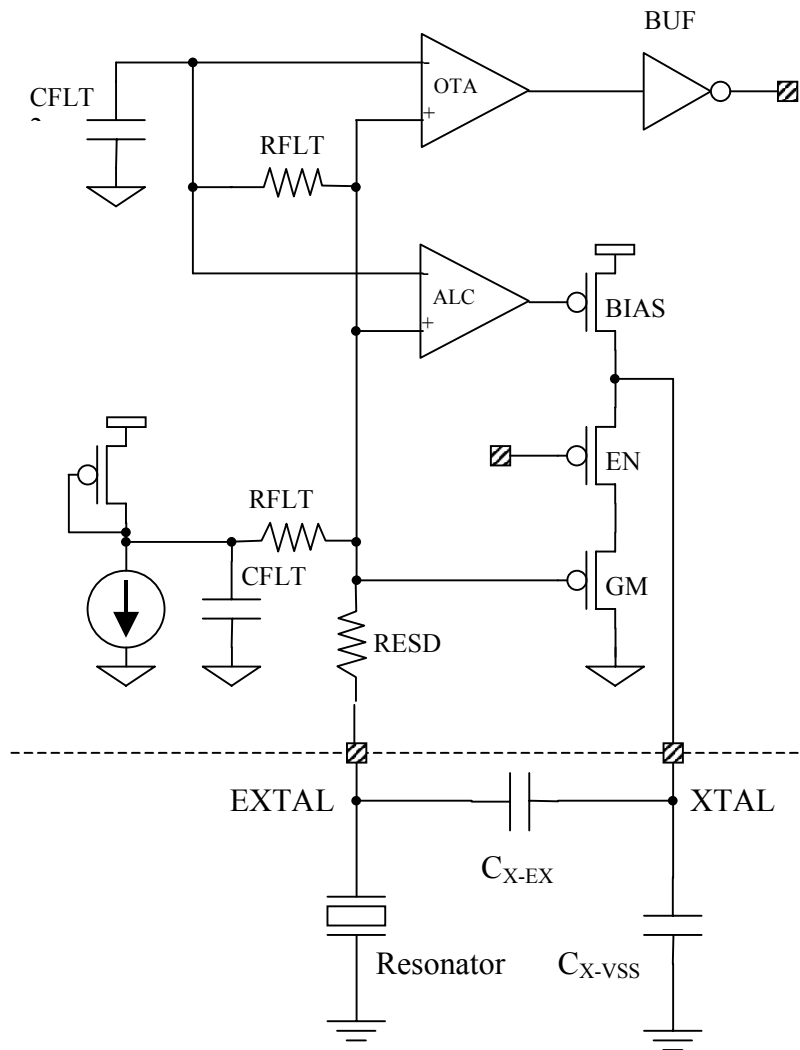 BUF
CFLT
OTA
-
+
RFLT
ALC
-
+
BIAS
EN
RFLT
CFLT
GM
RESD
EXTAL
XTAL
CX-EX
Resonator
CX-VSS